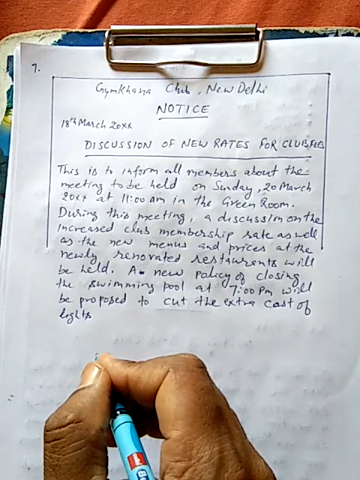 7.
Gymkhana Club, New Delhi
NOTICE
18th March 20xx
DISCUSSION OF NEW RATES FOR CLUB FEES
This is to inform all members about the
meeting to be held on Sunday, 20 March
20xx at 11:00 am in the Green Room.
During this meeting, a discussion on the
increased club membership rate as well
as the new menus and prices at the
newly renovated restaurants will
be held. A new policy of closing
the swimming pool at 7:00 Pm will
be proposed to cut the extra cost of
lights